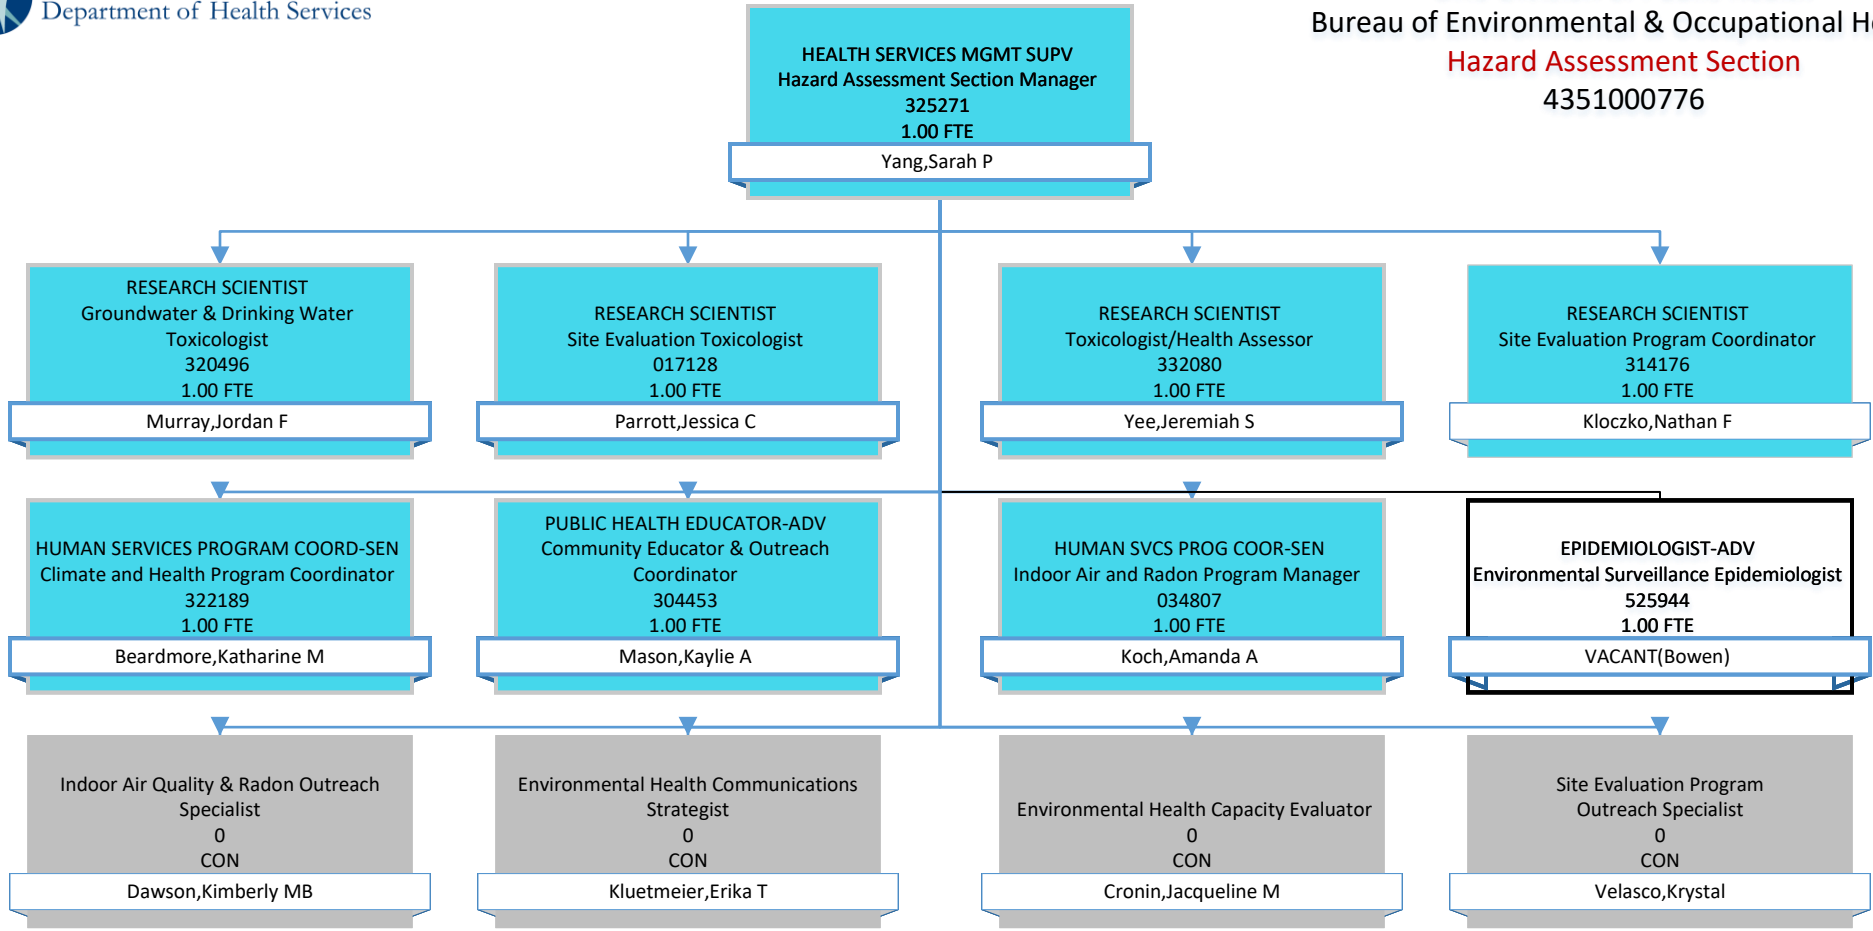 Department of Health Services
Bureau of Environmental & Occupational
Hazard Assessment Section
4351000776
HEALTH SERVICES MGMT SUPV
Hazard Assessment Section Manager
325271
1.00 FTE
Yang,Sarah P
RESEARCH SCIENTIST
Groundwater & Drinking Water
Toxicologist
320496
1.00 FTE
Murray,Jordan F
RESEARCH SCIENTIST
Site Evaluation Toxicologist
017128
1.00 FTE
Parrott,Jessica C
RESEARCH SCIENTIST
Toxicologist/Health Assessor
332080
1.00 FTE
Yee,Jeremiah S
RESEARCH SCIENTIST
Site Evaluation Program Coordinator
314176
1.00 FTE
Kloczko,Nathan F
HUMAN SERVICES PROGRAM COORD-SEN
Climate and Health Program Coordinator
322189
1.00 FTE
Beardmore,Katharine M
PUBLIC HEALTH EDUCATOR-ADV
Community Educator & Outreach
Coordinator
304453
1.00 FTE
Mason,Kaylie A
HUMAN SVCS PROG COOR-SEN
Indoor Air and Radon Program Manager
034807
1.00 FTE
Koch,Amanda A
EPIDEMIOLOGIST-ADV
Environmental Surveillance Epidemiologist
525944
1.00 FTE
VACANT(Bowen)
Indoor Air Quality & Radon Outreach
Specialist
0
CON
Dawson,Kimberly MB
Environmental Health Communications
Strategist
0
CON
Kluetmeier,Erika T
Environmental Health Capacity Evaluator
0
CON
Cronin,Jacqueline M
Site Evaluation Program
Outreach Specialist
0
CON
Velasco,Krystal